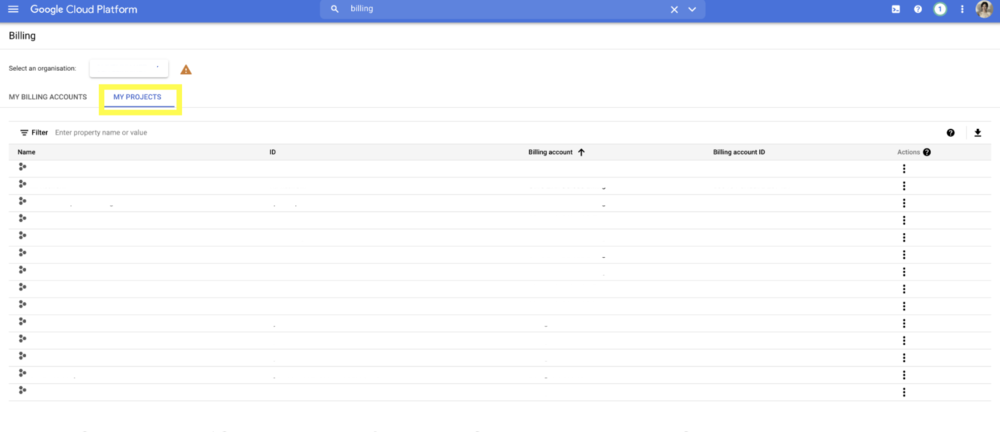 Google Cloud Platform
billing
1
Billing
Select an organisation:
MY BILLING ACCOUNTS MY PROJECTS
Filter Enter property name or value
Name ID Billing account Billing account ID Actions